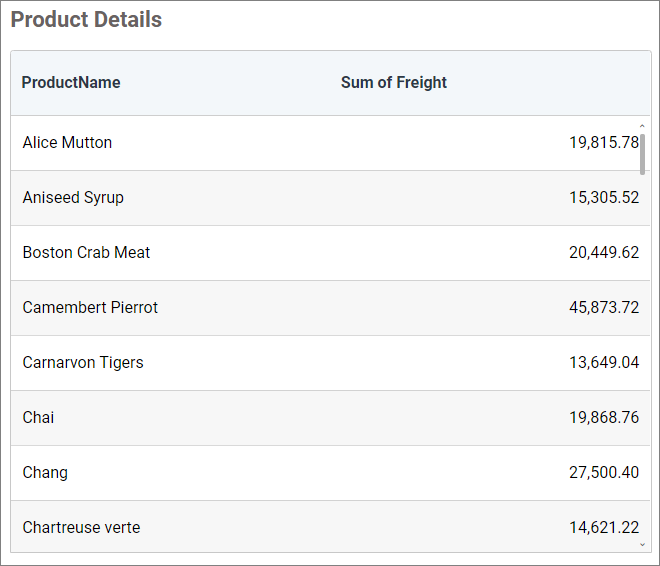 Product Details
ProductName Sum of Freight
Alice Mutton 19,815.78
Aniseed Syrup 15,305.52
Boston Crab Meat 20,449.62
Camembert Pierrot 45,873.72
Carnarvon Tigers 13,649.04
Chai 19,868.76
Chang 27,500.40
Chartreuse verte 14,621.22